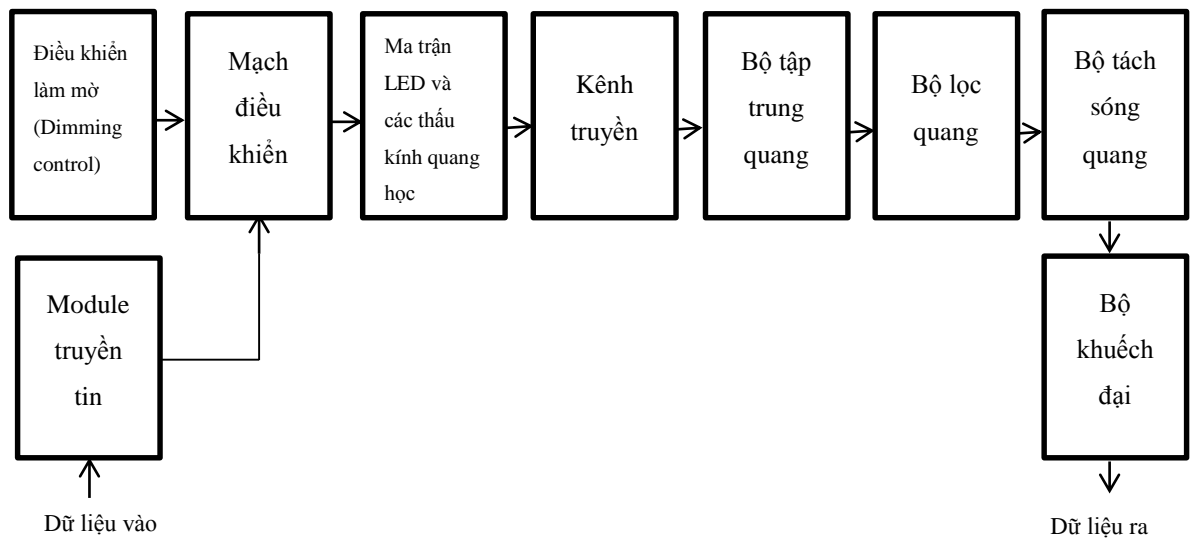 Điều khiển
làm mờ
(Dimming
control)
Mạch
điều
khiển
Ma trận
LED và
các thấu
kính quang
học
Kênh
truyền
Bộ tập
trung
quang
Bộ lọc
quang
Bộ tách
sóng
quang
Module
truyền
tin
Bộ
khuếch
đại
Dữ liệu vào
Dữ liệu ra